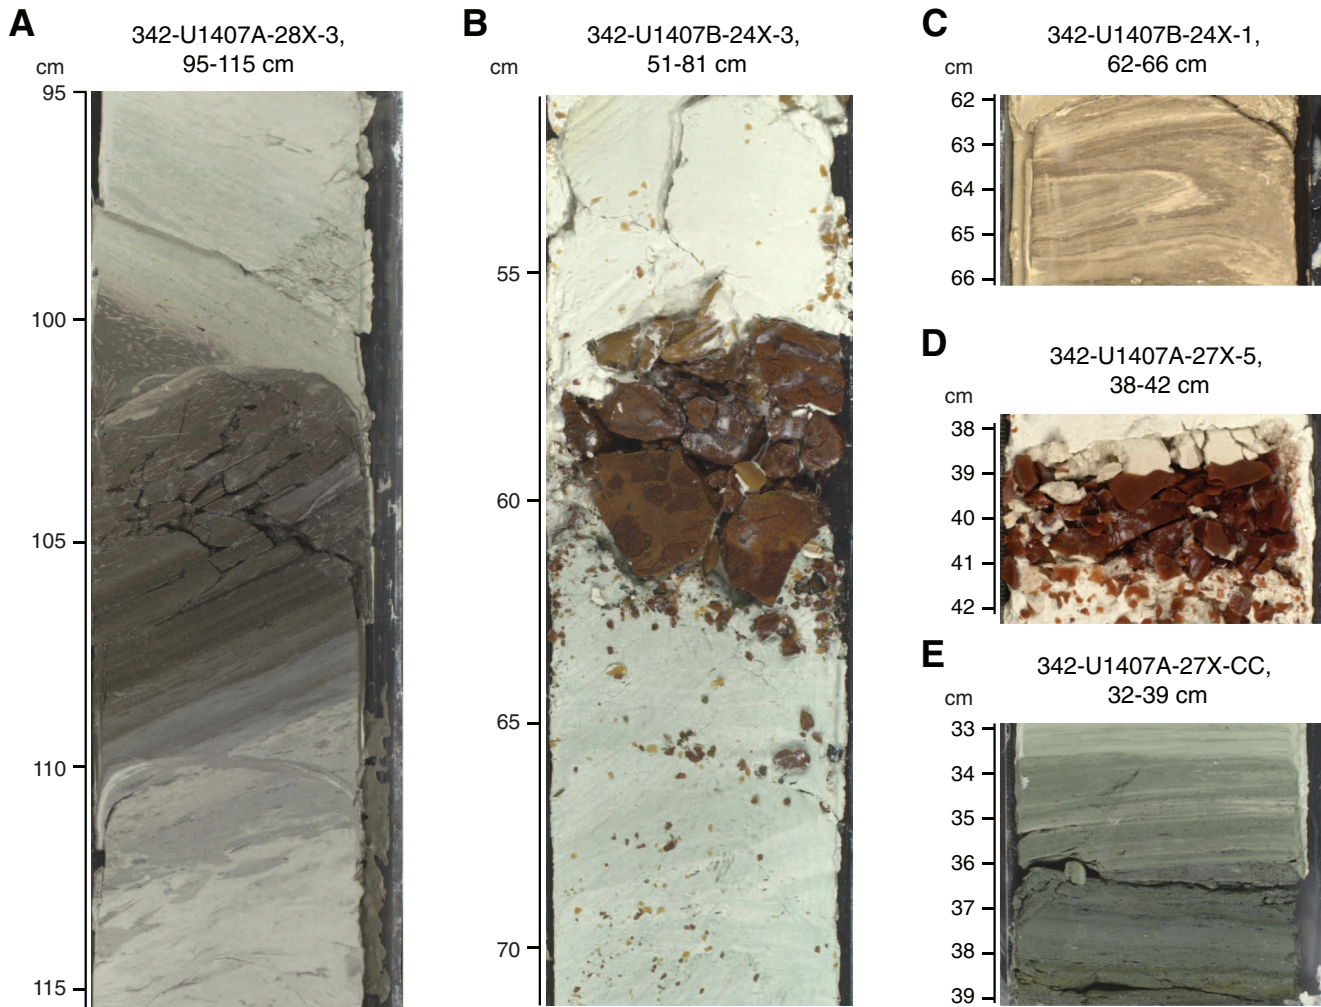 A
342-U1407A-28X-3,
95-115 cm
cm
95
100
105
110
115
B
342-U1407B-24X-3,
51-81 cm
cm
55
60
65
70
C
342-U1407B-24X-1,
62-66 cm
cm
62
63
64
65
66
D
342-U1407A-27X-5,
38-42 cm
cm
38
39
40
41
42
E
342-U1407A-27X-CC,
32-39 cm
cm
33
34
35
36
37
38
39